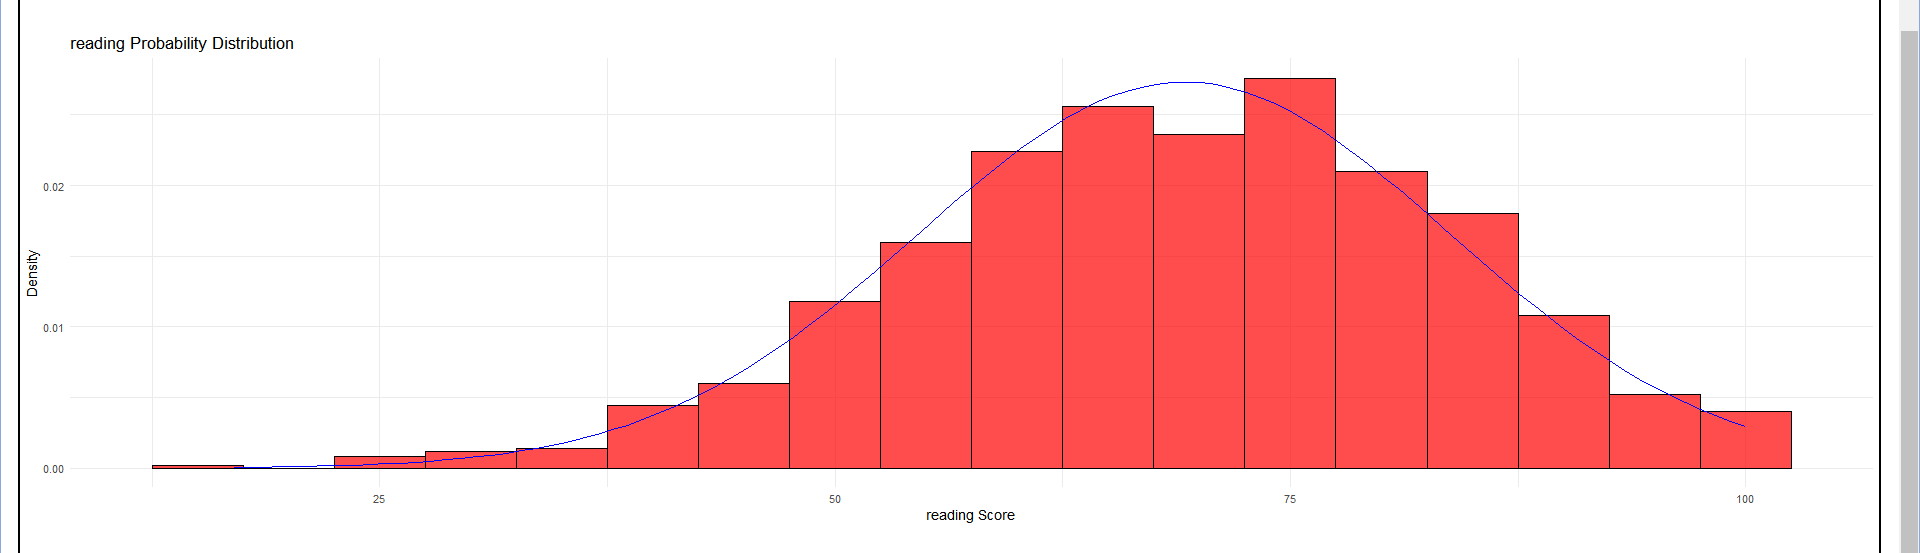 reading Probability Distribution
Density
0.02
0.01
0.00
25 50 75 100
reading Score